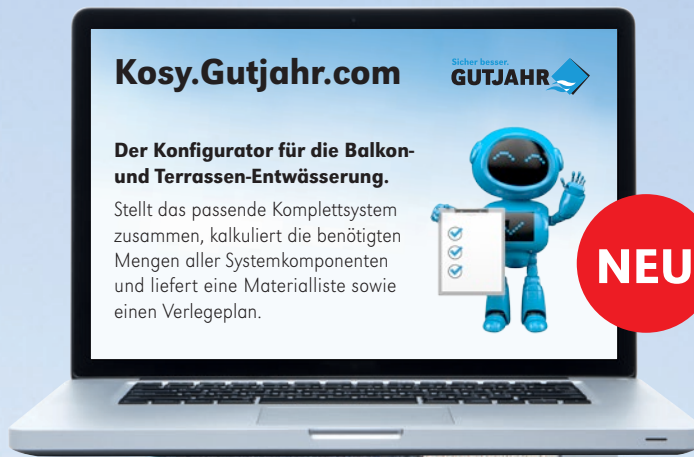 Kosy.Gutjahr.com
Sicher besser.
GUTJAHR
Der Konfigurator für die Balkon-
und Terrassen-Entwässerung.
Stellt das passende Komplettsystem
zusammen, kalkuliert die benötigten
Mengen aller Systemkomponenten
und liefert eine Materialliste sowie
einen Verlegeplan.
NEU